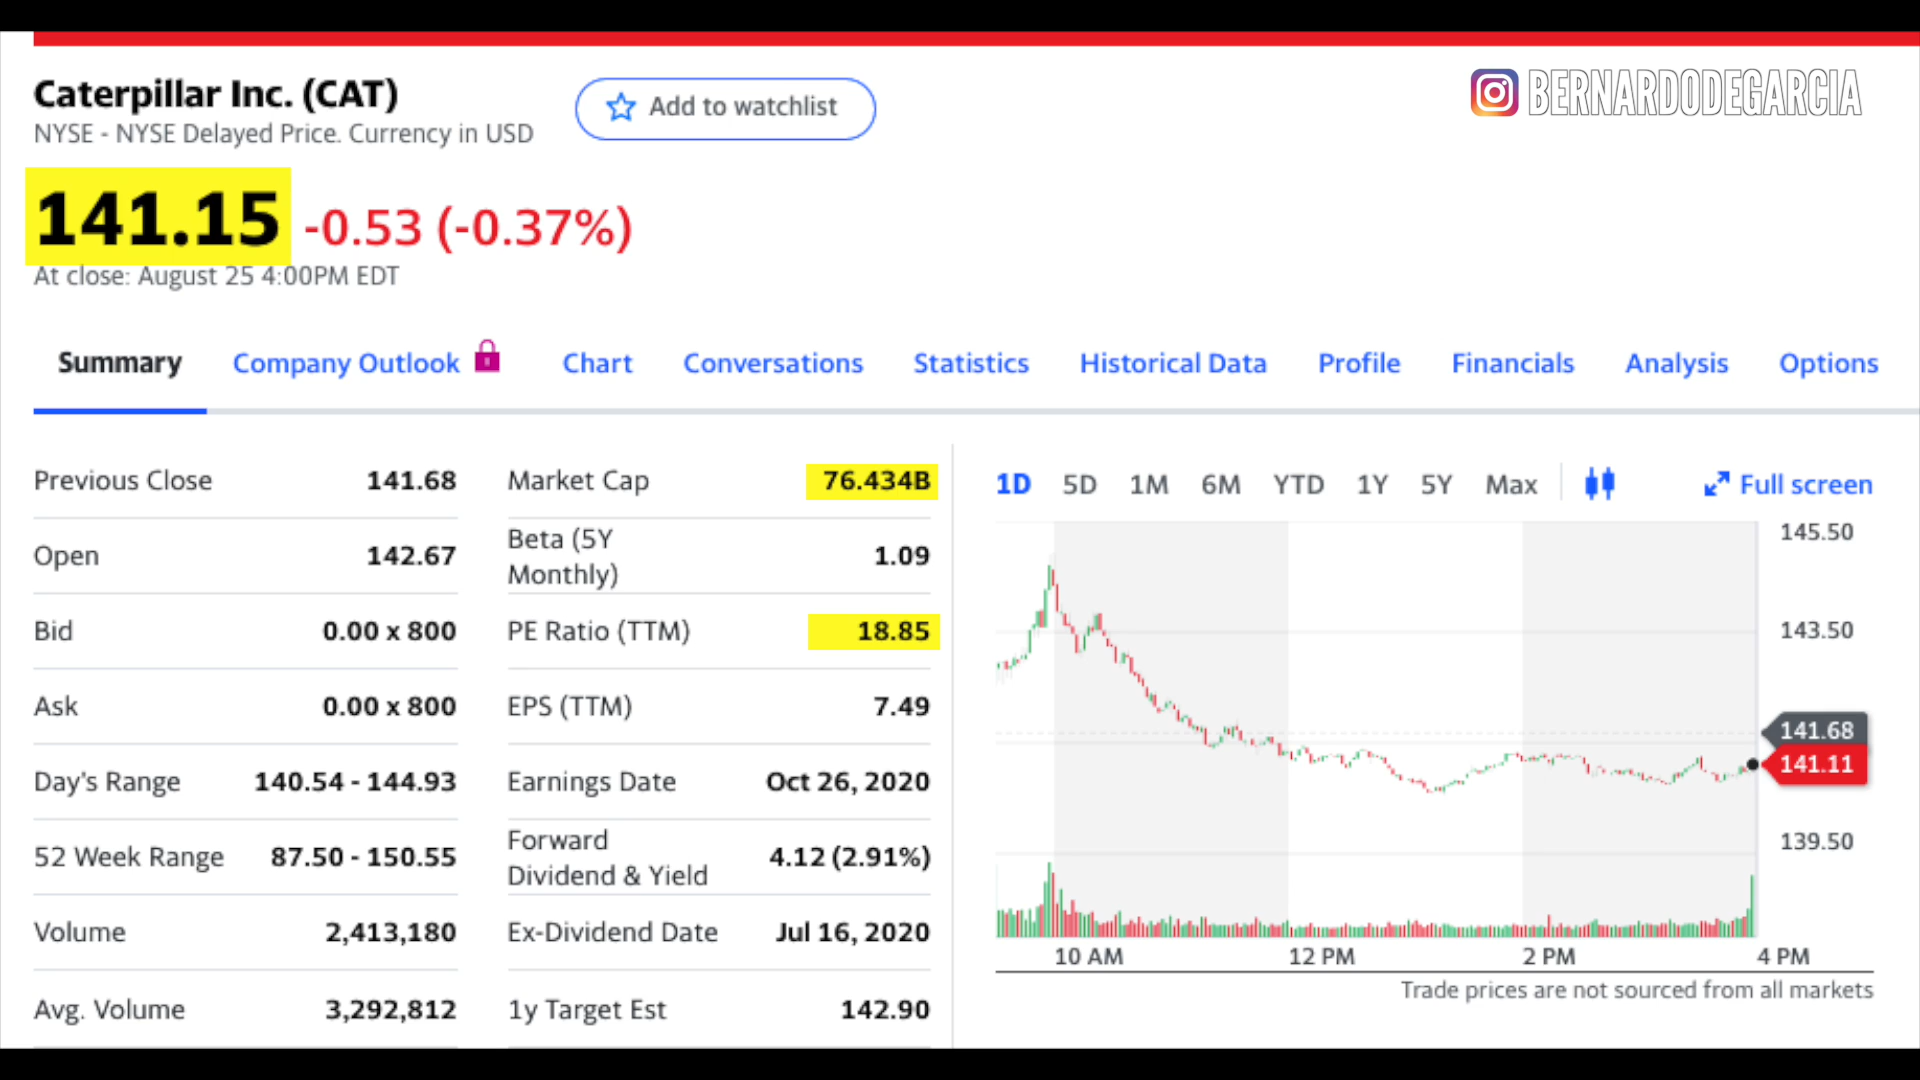 Caterpillar Inc. (CAT)
NYSE - NYSE Delayed Price. Currency in USD
Add to watchlist
BERNARDODEGARCIA
141.15 -0.53 (-0.37%)
At close: August 25 4:00PM EDT
Summary Company Outlook Chart Conversations Statistics Historical Data Profile Financials Analysis Options
Previous Close 141.68
Open 142.67
Bid 0.00 x 800
Ask 0.00 x 800
Day's Range 140.54 - 144.93
52 Week Range 87.50 - 150.55
Volume 2,413,180
Avg. Volume 3,292,812
Market Cap 76.434B
Beta (5Y
Monthly) 1.09
PE Ratio (TTM) 18.85
EPS (TTM) 7.49
Earnings Date Oct 26, 2020
Forward
Dividend & Yield 4.12 (2.91%)
Ex-Dividend Date Jul 16, 2020
1y Target Est 142.90
1D 5D 1M 6M YTD 1Y 5Y Max Full screen
145.50
143.50
141.68
141.11
139.50
10 AM 12 PM 2 PM 4 PM
Trade prices are not sourced from all markets